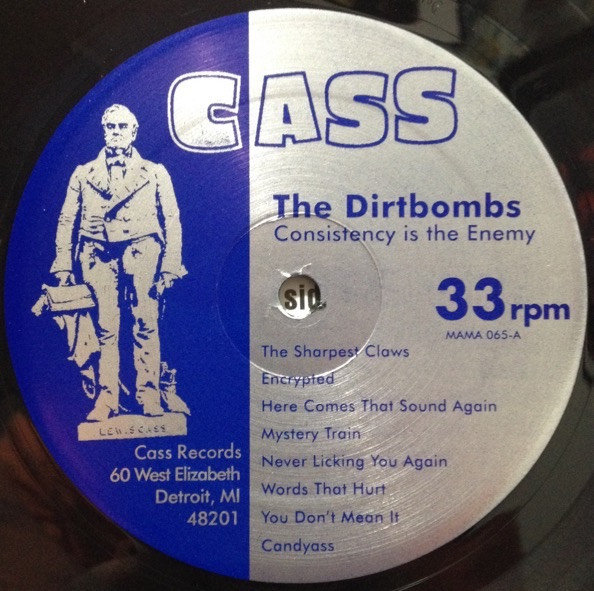 CASS
The Dirtbombs
Consistency is the Enemy
33 rpm
MAMA 065-A
The Sharpest Claws
Encrypted
Here Comes That Sound Again
Mystery Train
Never Licking You Again
Words That Hurt
You Don't Mean It
Candyass
LEWIS CASS
Cass Records
60 West Elizabeth
Detroit, MI
48201